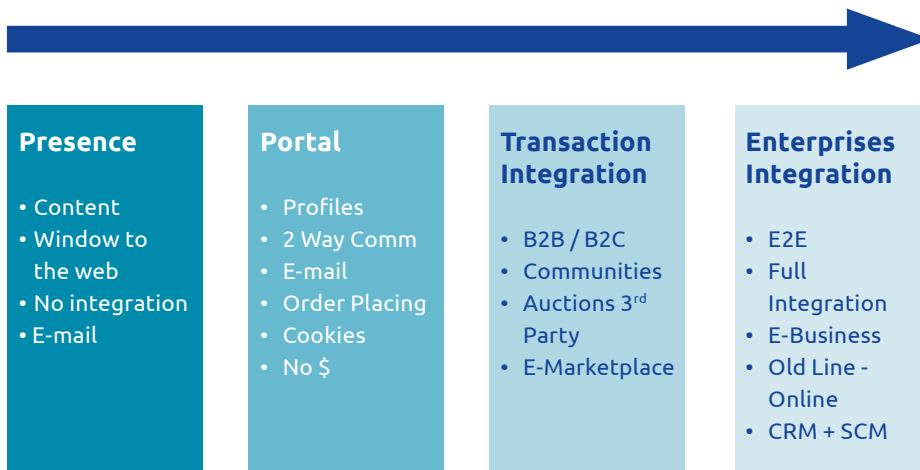 Presence
• Content
• Window to
the web
• No integration
• E-mail
Portal
• Profiles
• 2 Way Comm
• E-mail
• Order Placing
• Cookies
• No $
Transaction
Integration
• B2B / B2C
• Communities
• Auctions 3rd
Party
• E-Marketplace
Enterprises
Integration
• E2E
• Full
Integration
• E-Business
• Old Line -
Online
• CRM + SCM